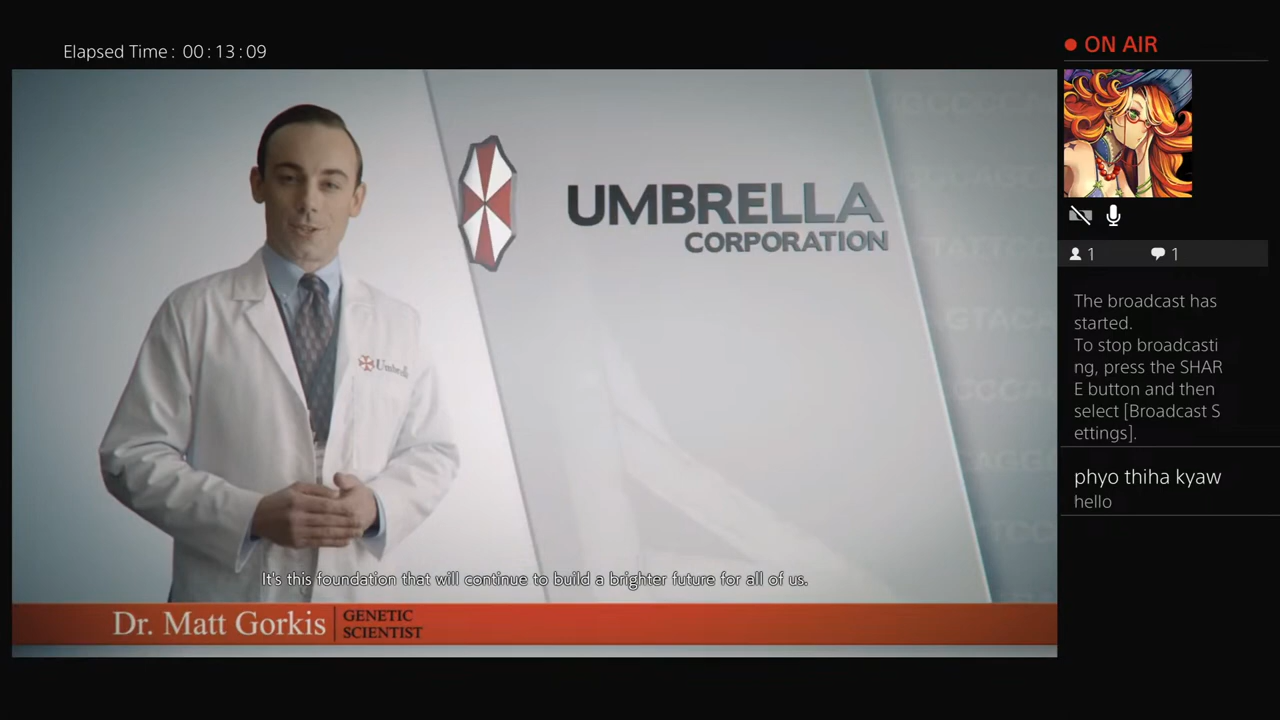 Elapsed Time: 00:13:09
ON AIR
UMBRELLA
CORPORATION
Umbrella
1
1
The broadcast has
started.
To stop broadcasti
ng, press the SHAR
E button and then
select [Broadcast S
ettings].
phyo thiha kyaw
hello
It's this foundation that will continue to build a brighter future for all of us.
Dr. Matt Gorkis
GENETIC
SCIENTIST